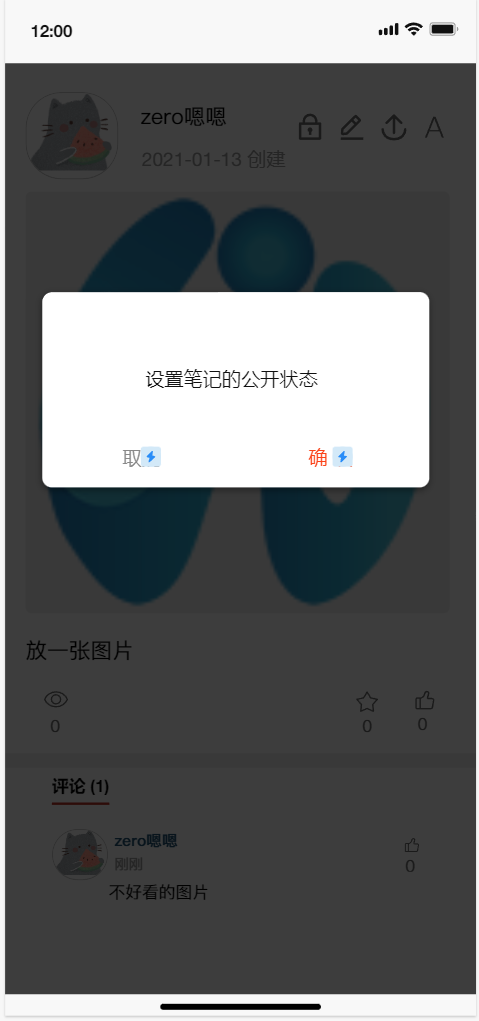 12:00
zero嗯嗯
2021-01-13 创建
A
设置笔记的公开状态
取
确
放一张图片
0
0
0
评论 (1)
zero嗯嗯
刚刚
0
不好看的图片